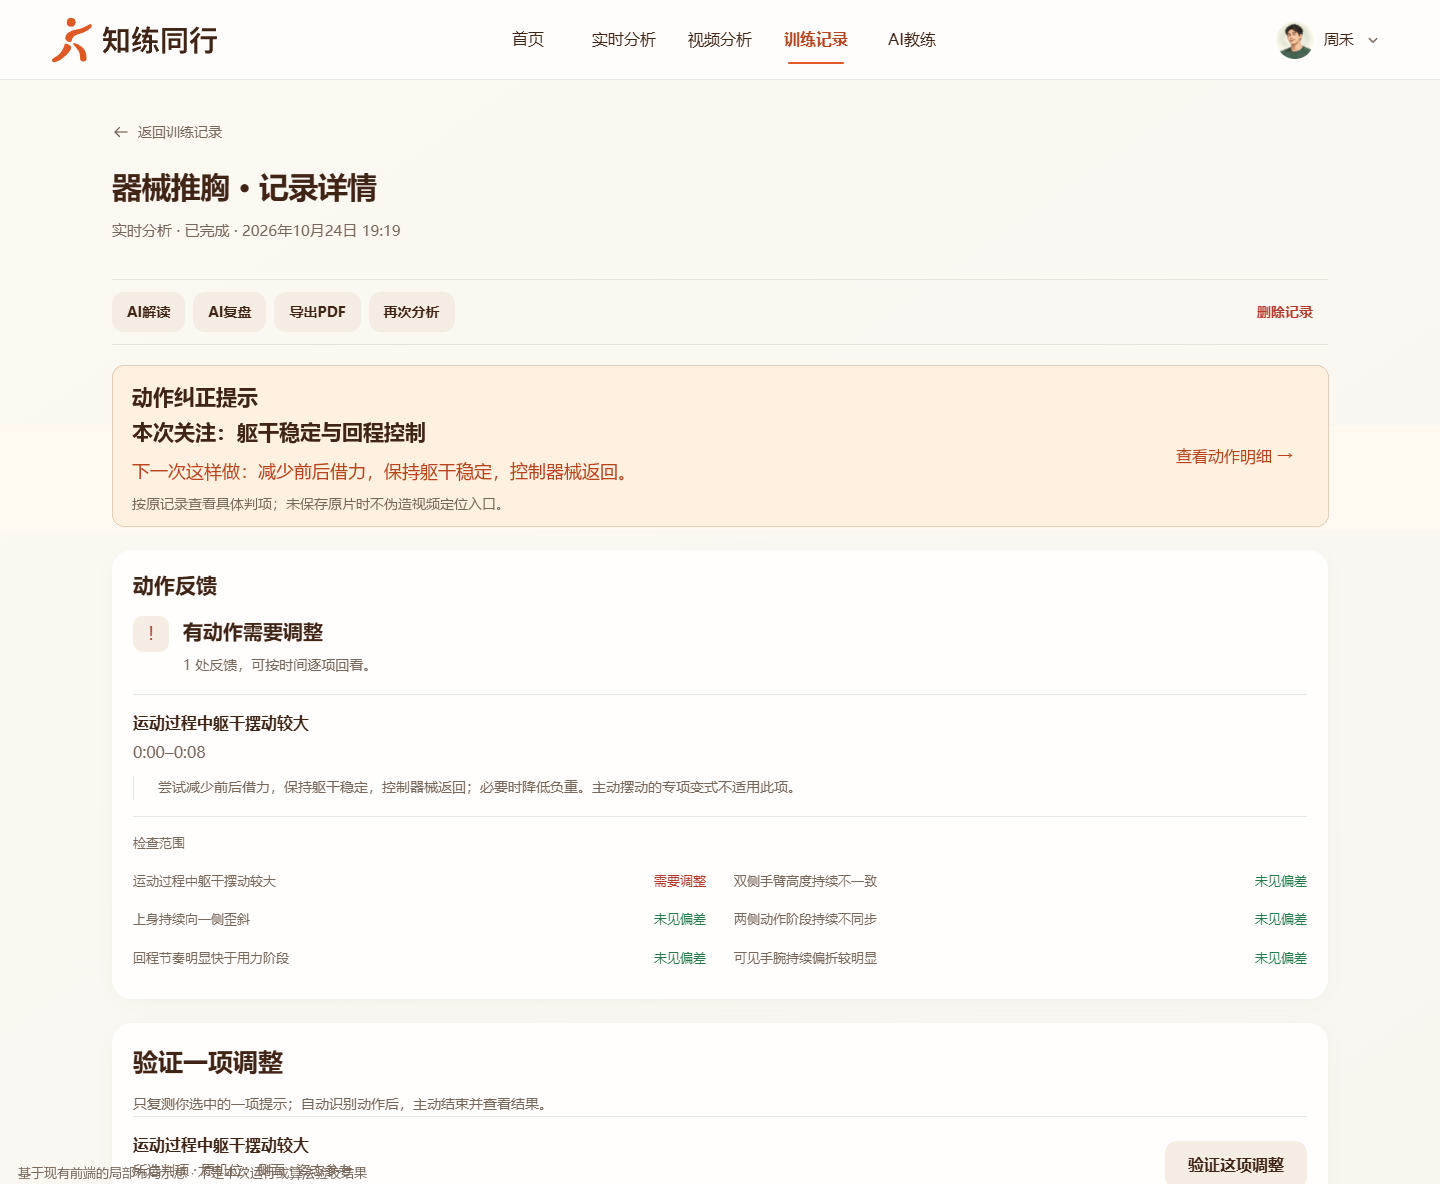 知练同行
首页 实时分析 视频分析 训练记录 AI教练 周禾
← 返回训练记录
器械推胸 • 记录详情
实时分析 · 已完成 · 2026年10月24日 19:19
AI解读 AI复盘 导出PDF 再次分析 删除记录
动作纠正提示
本次关注：躯干稳定与回程控制
下一次这样做：减少前后借力，保持躯干稳定，控制器械返回。
查看动作明细 →
按原记录查看具体判项；未保存原片时不伪造视频定位入口。
动作反馈
! 有动作需要调整
1 处反馈，可按时间逐项回看。
运动过程中躯干摆动较大
0:00–0:08
尝试减少前后借力，保持躯干稳定，控制器械返回；必要时降低负重。主动摆动的专项变式不适用此项。
检查范围
运动过程中躯干摆动较大 需要调整 双侧手臂高度持续不一致 未见偏差
上身持续向一侧歪斜 未见偏差 两侧动作阶段持续不同步 未见偏差
回程节奏明显快于用力阶段 未见偏差 可见手腕持续偏折较明显 未见偏差
验证一项调整
只复测你选中的一项提示；自动识别动作后，主动结束并查看结果。
运动过程中躯干摆动较大
验证这项调整
基于现有前端的局部